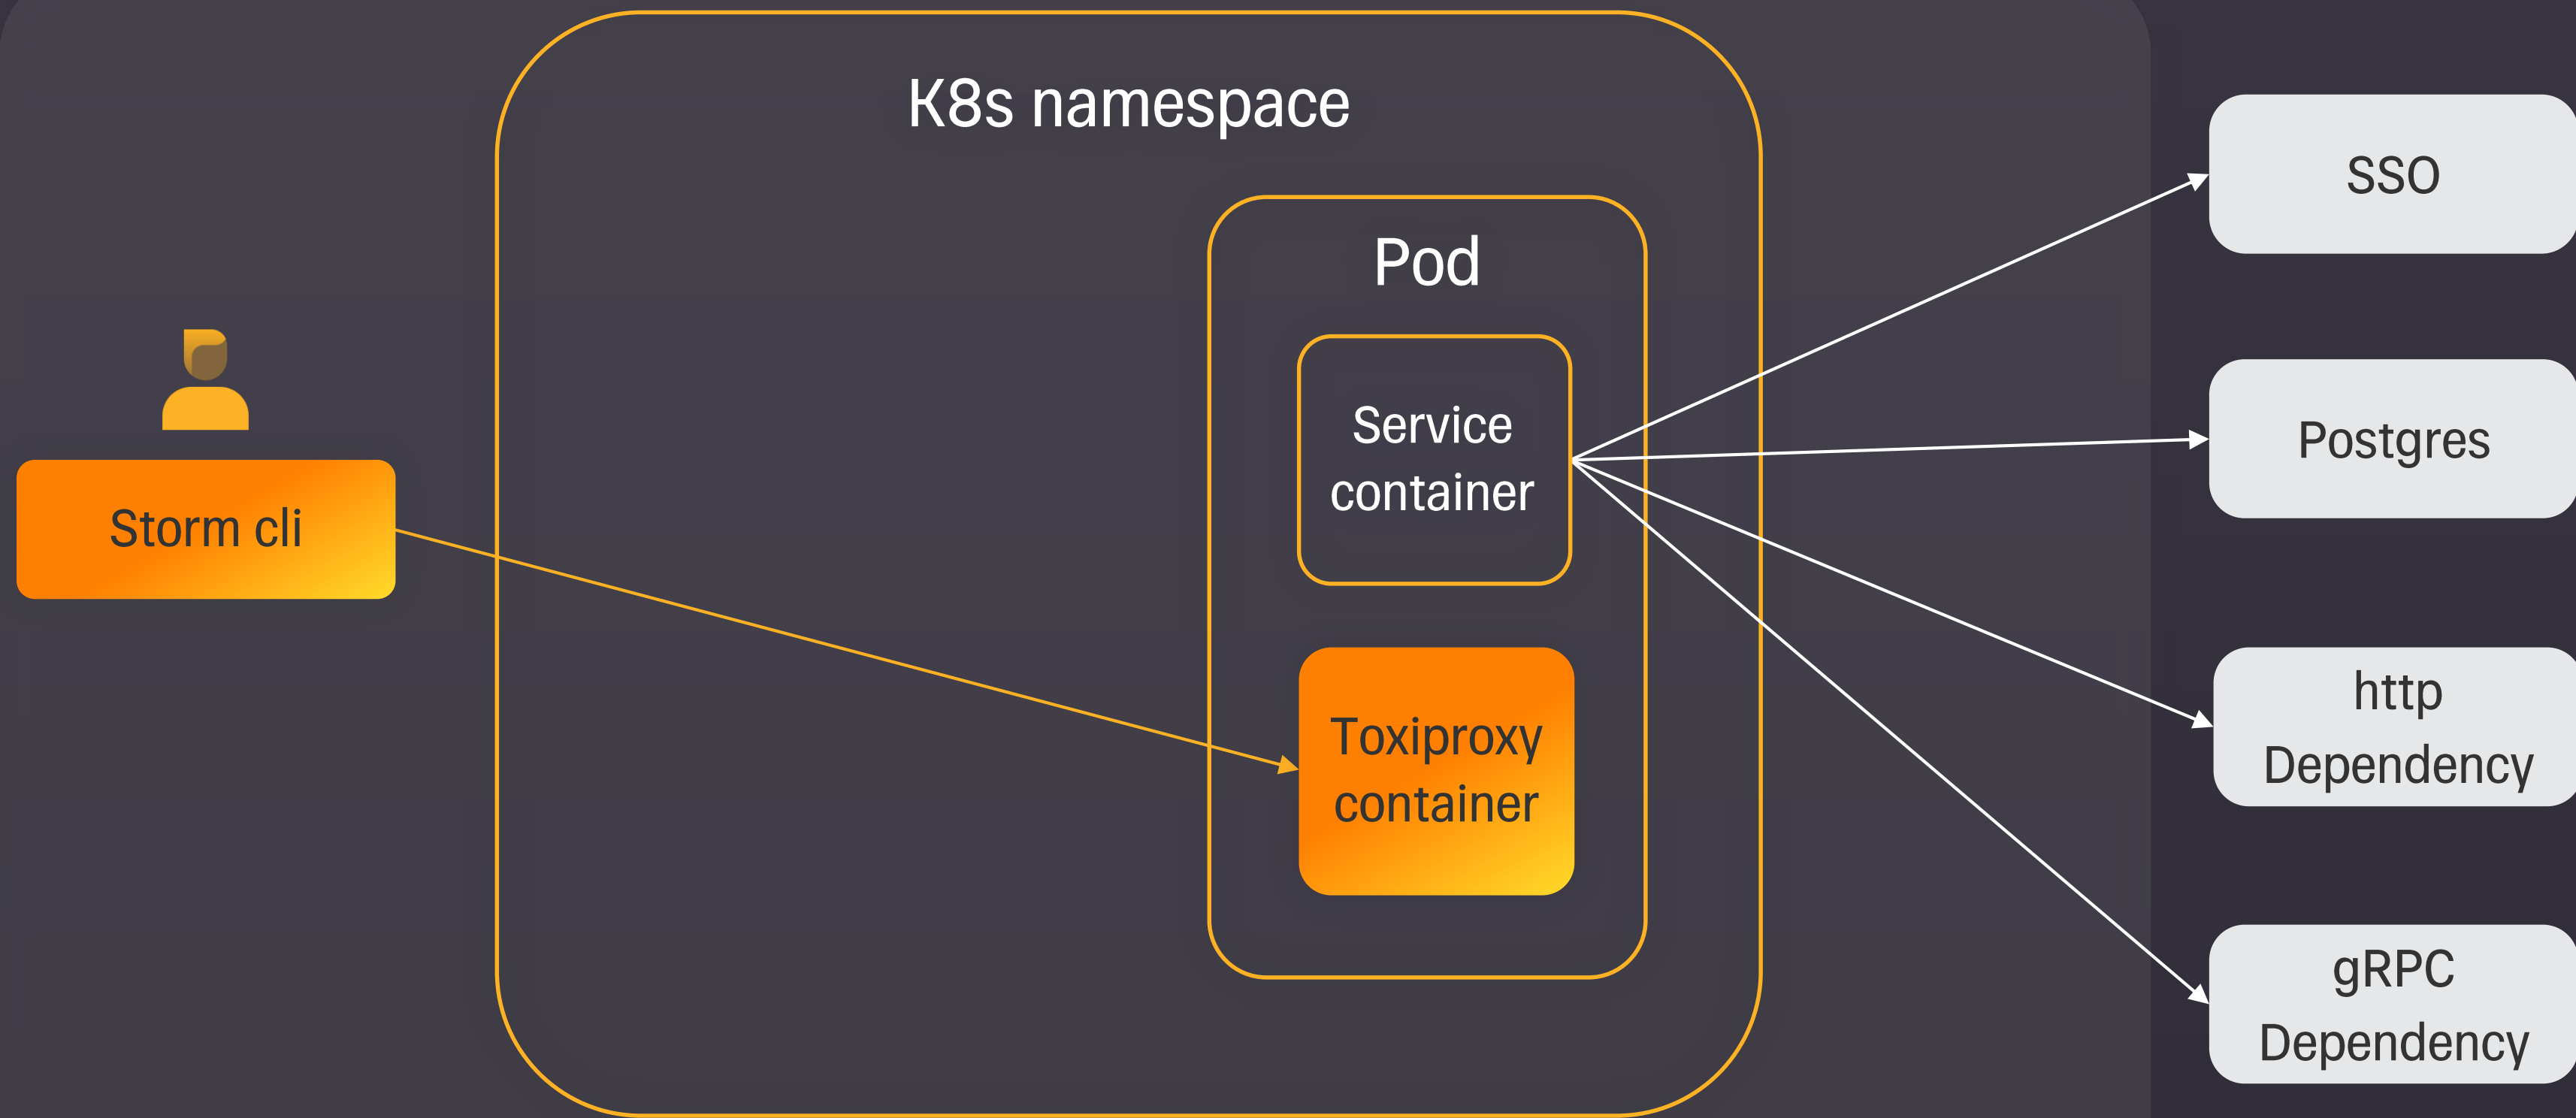 K8s namespace
Pod
Storm cli
Service
container
Toxiproxy
container
SSO
Postgres
http
Dependency
gRPC
Dependency